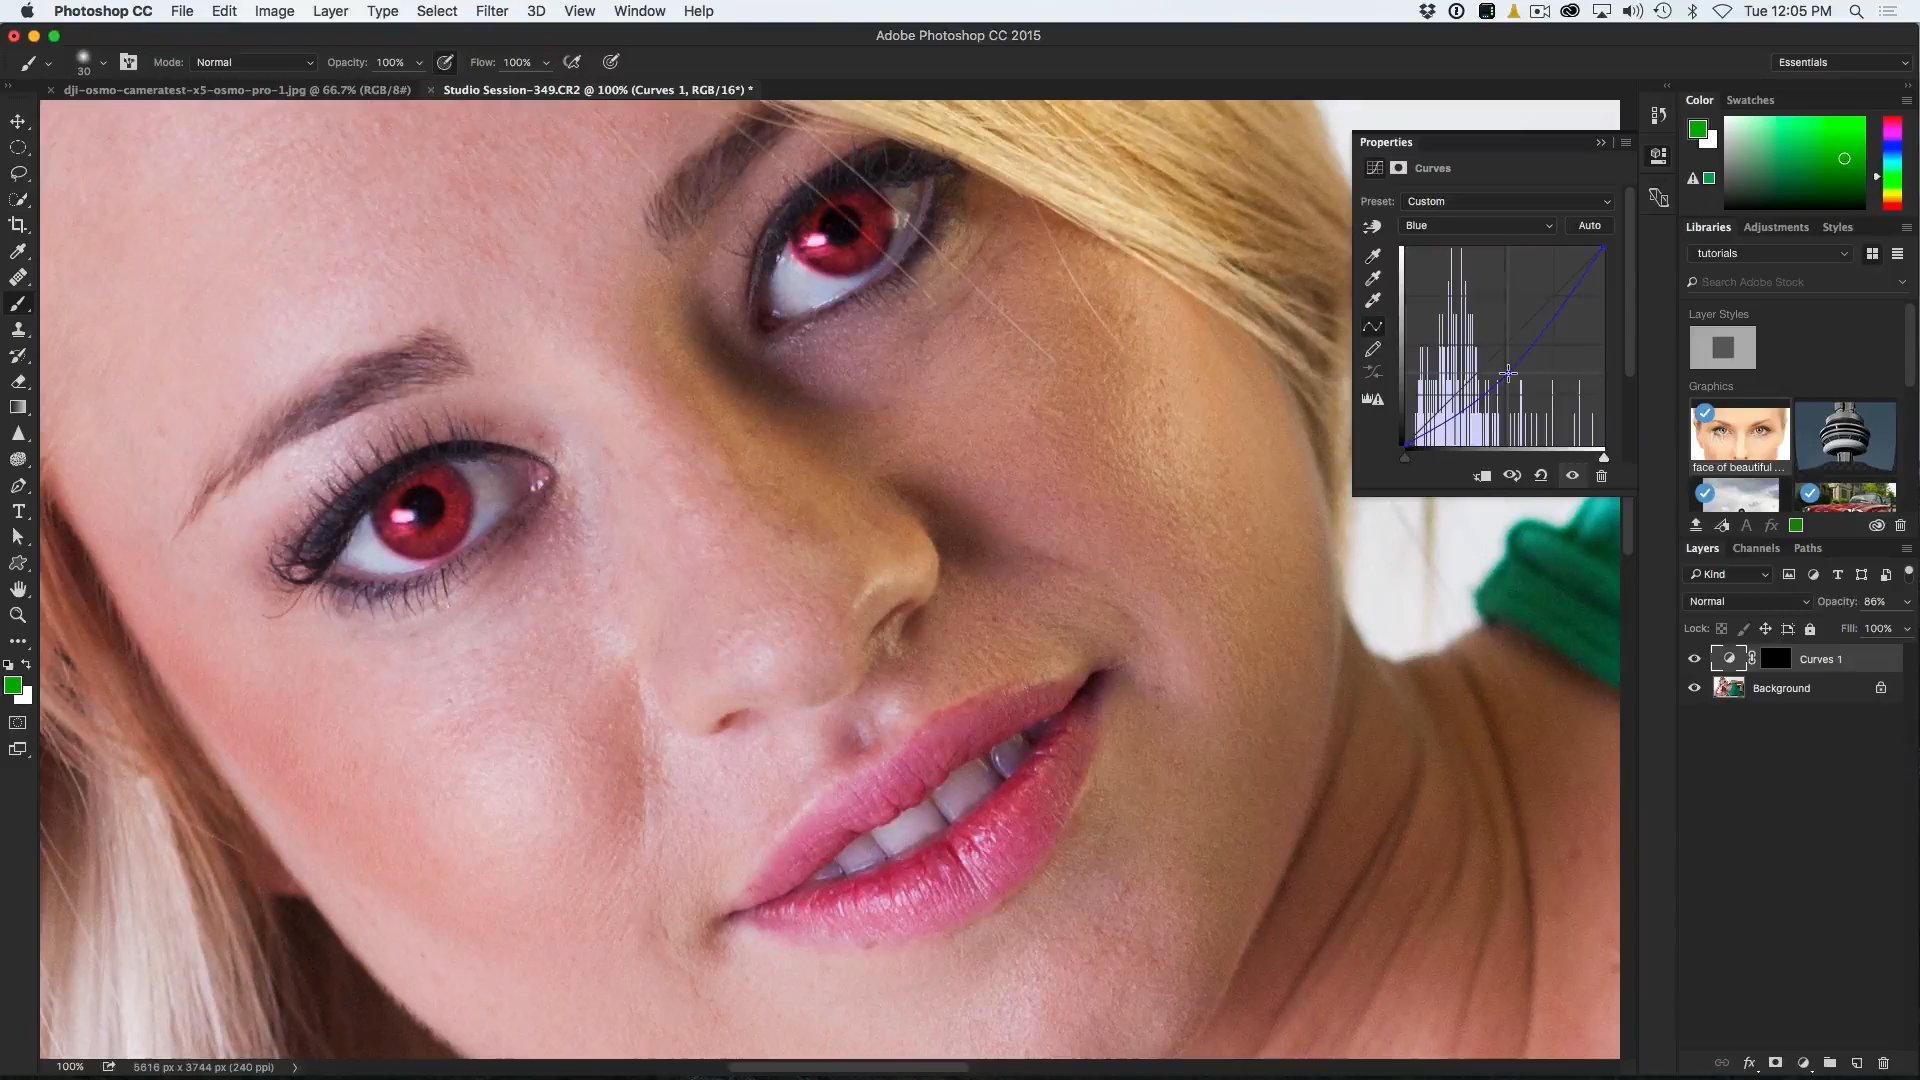 Photoshop CC File Edit Image Layer Type Select Filter 3D View Window Help Tue 12:05 PM
Adobe Photoshop CC 2015
30 Mode: Normal Opacity: 100% Flow: 100% Essentials
dji-osmo-cameratest-x5-osmo-pro-1.jpg @ 66.7% (RGB/8#) Studio Session-349.CR2 @ 100% (Curves 1, RGB/16*) *
Color Swatches
Properties
Curves
Preset: Custom
Blue Auto
Libraries Adjustments Styles
tutorials
Search Adobe Stock
Layer Styles
Graphics
face of beautiful ...
Layers Channels Paths
Kind
Normal Opacity: 86%
Lock: Fill: 100%
Curves 1
Background
100% 5616 px x 3744 px (240 ppi)